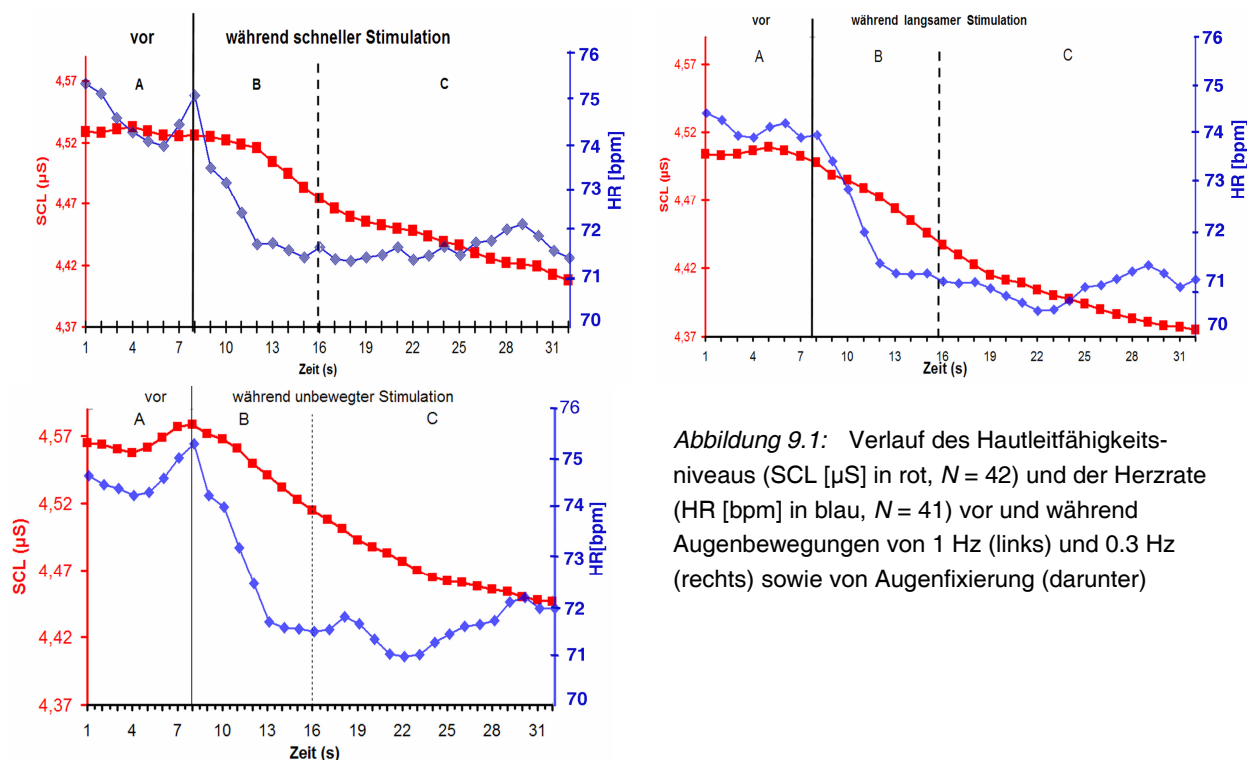 vor während schneller Stimulation
A B C
SCL (µS)
4,57
4,52
4,47
4,42
4,37
HR [bpm]
76
75
74
73
72
71
70
1 4 7 10 13 16 19 22 25 28 31
Zeit (s)
vor während langsamer Stimulation
A B C
SCL (µS)
4,57
4,52
4,47
4,42
4,37
HR [bpm]
76
75
74
73
72
71
70
1 4 7 10 13 16 19 22 25 28 31
Zeit (s)
vor während unbewegter Stimulation
A B C
SCL (µS)
4,57
4,52
4,47
4,42
4,37
HR[bpm]
76
75
74
73
72
71
70
1 4 7 10 13 16 19 22 25 28 31
Zeit (s)
Abbildung 9.1: Verlauf des Hautleitfähigkeits-
niveaus (SCL [µS] in rot, N = 42) und der Herzrate
(HR [bpm] in blau, N = 41) vor und während
Augenbewegungen von 1 Hz (links) und 0.3 Hz
(rechts) sowie von Augenfixierung (darunter)